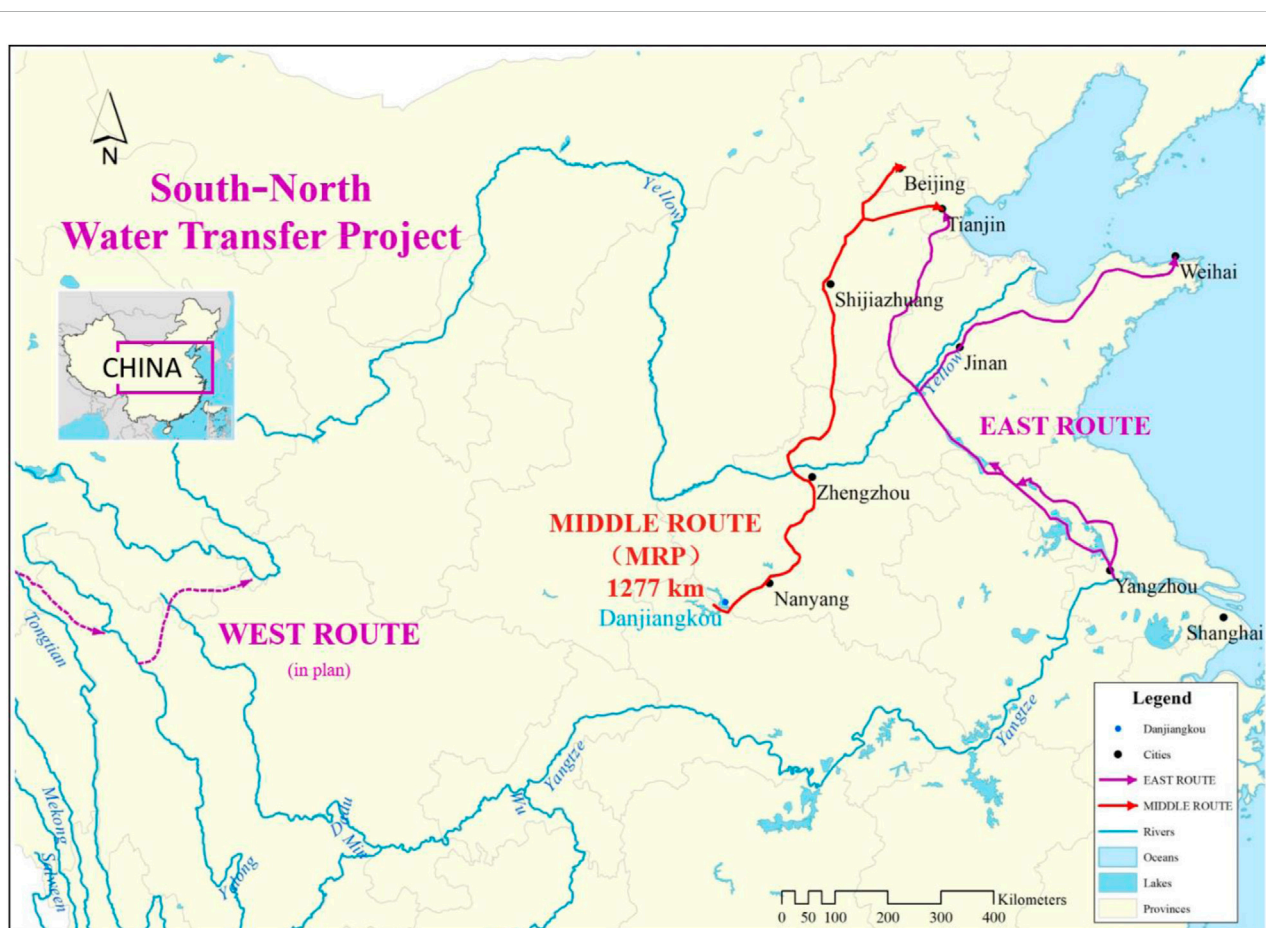 N
South-North
Water Transfer Project
CHINA
Yellow
Beijing
Tianjin
Weihai
Shijiazhuang
Jinan
Yellow
EAST ROUTE
Zhengzhou
MIDDLE ROUTE
（MRP）
1277 km
Danjiangkou
Nanyang
Yangzhou
Shanghai
Tongtian
WEST ROUTE
(in plan)
Yangtze
Yangtze
Wu
Dadu
Min
Mekong
Salween
Yalong
Legend
Danjiangkou
Cities
EAST ROUTE
MIDDLE ROUTE
Rivers
Oceans
Lakes
Provinces
Kilometers
0 50 100 200 300 400